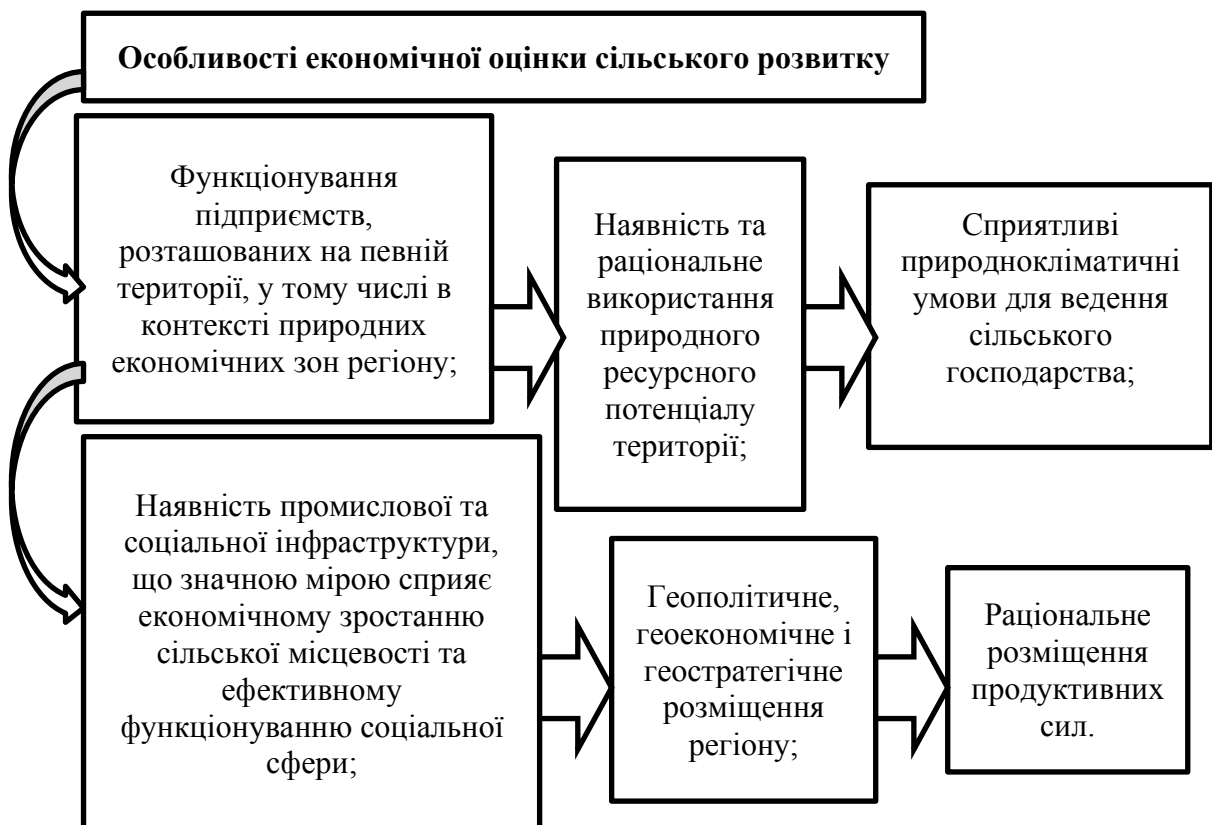 Особливості економічної оцінки сільського розвитку
Функціонування
підприємств,
розташованих на певній
території, у тому числі в
контексті природних
економічних зон регіону;
Наявність та
раціональне
використання
природного
ресурсного
потенціалу
території;
Сприятливі
природнокліматичні
умови для ведення
сільського
господарства;
Наявність промислової та
соціальної інфраструктури,
що значною мірою сприяє
економічному зростанню
сільської місцевості та
ефективному
функціонуванню соціальної
сфери;
Геополітичне,
геоекономічне і
геостратегічне
розміщення
регіону;
Раціональне
розміщення
продуктивних
сил.